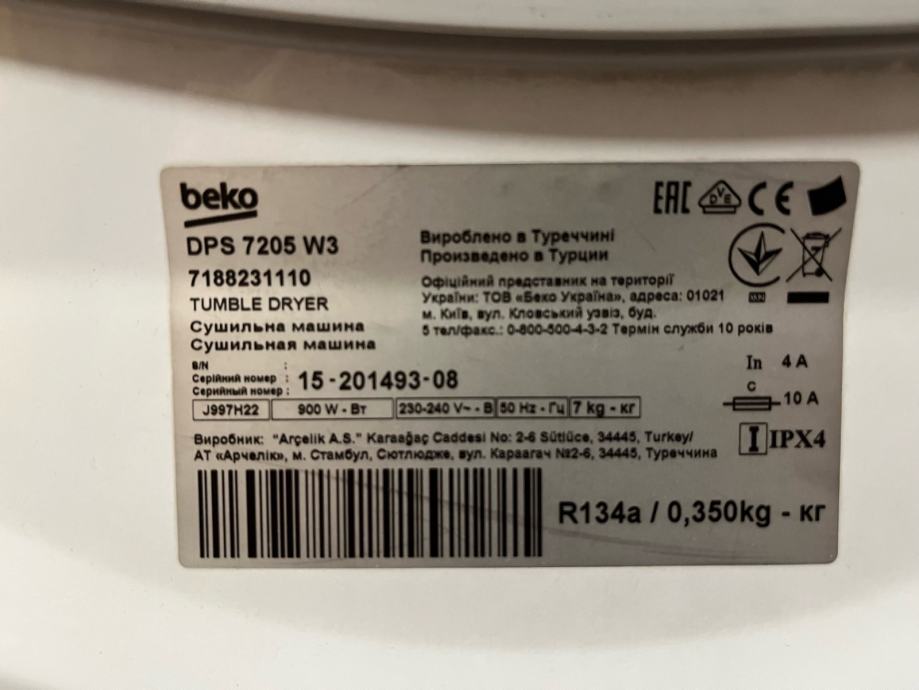 beko
DPS 7205 W3
7188231110
TUMBLE DRYER
Сушильна машина
Сушильная машина
S/N :
Серійний номер :
Серийный номер :
15-201493-08
J997H22 900 W - Вт 230-240 V~ - В 50 Hz - Гц 7 kg - кг
EAC VDE CE
Вироблено в Туреччині
Произведено в Турции
Офіційний представник на території
України: ТОВ «Беко Україна», адреса: 01021
м. Київ, вул. Кловський узвіз, буд.
5 тел/факс.: 0-800-500-4-3-2 Термін служби 10 років
In 4 A
C 10 A
I IPX4
Виробник: "Arçelik A.S." Karaağaç Caddesi No: 2-6 Sütlüce, 34445, Turkey/
АТ «Арчелік», м. Стамбул, Сютлюдже, вул. Караагач №2-6, 34445, Туреччина
R134a / 0,350kg - кг